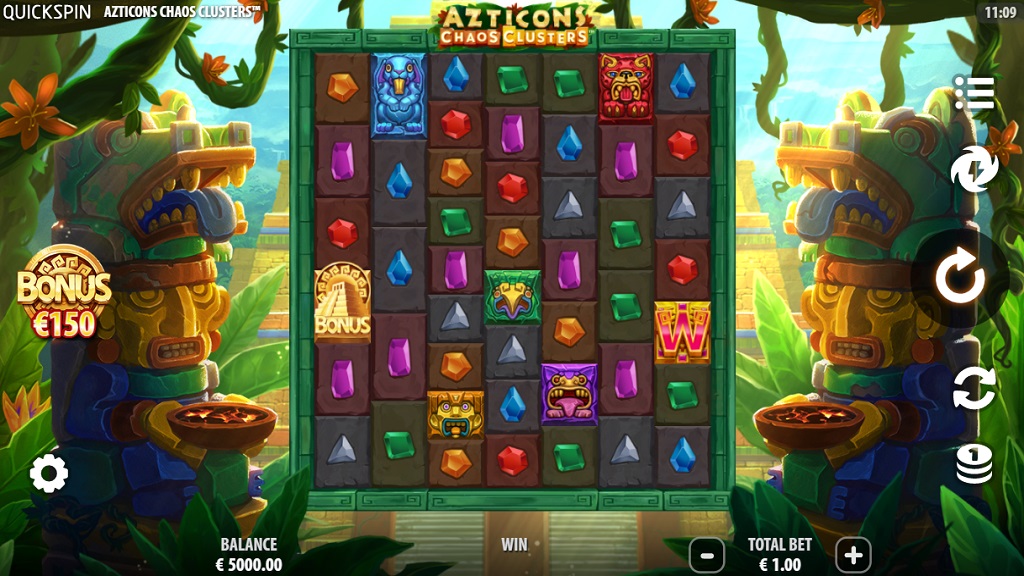 QUICKSPIN AZTICONS CHAOS CLUSTERS™
AZTICONS
CHAOS CLUSTERS
11:09
BONUS
€150
BONUS
W
1
BALANCE
€ 5000.00
WIN
TOTAL BET
€ 1.00